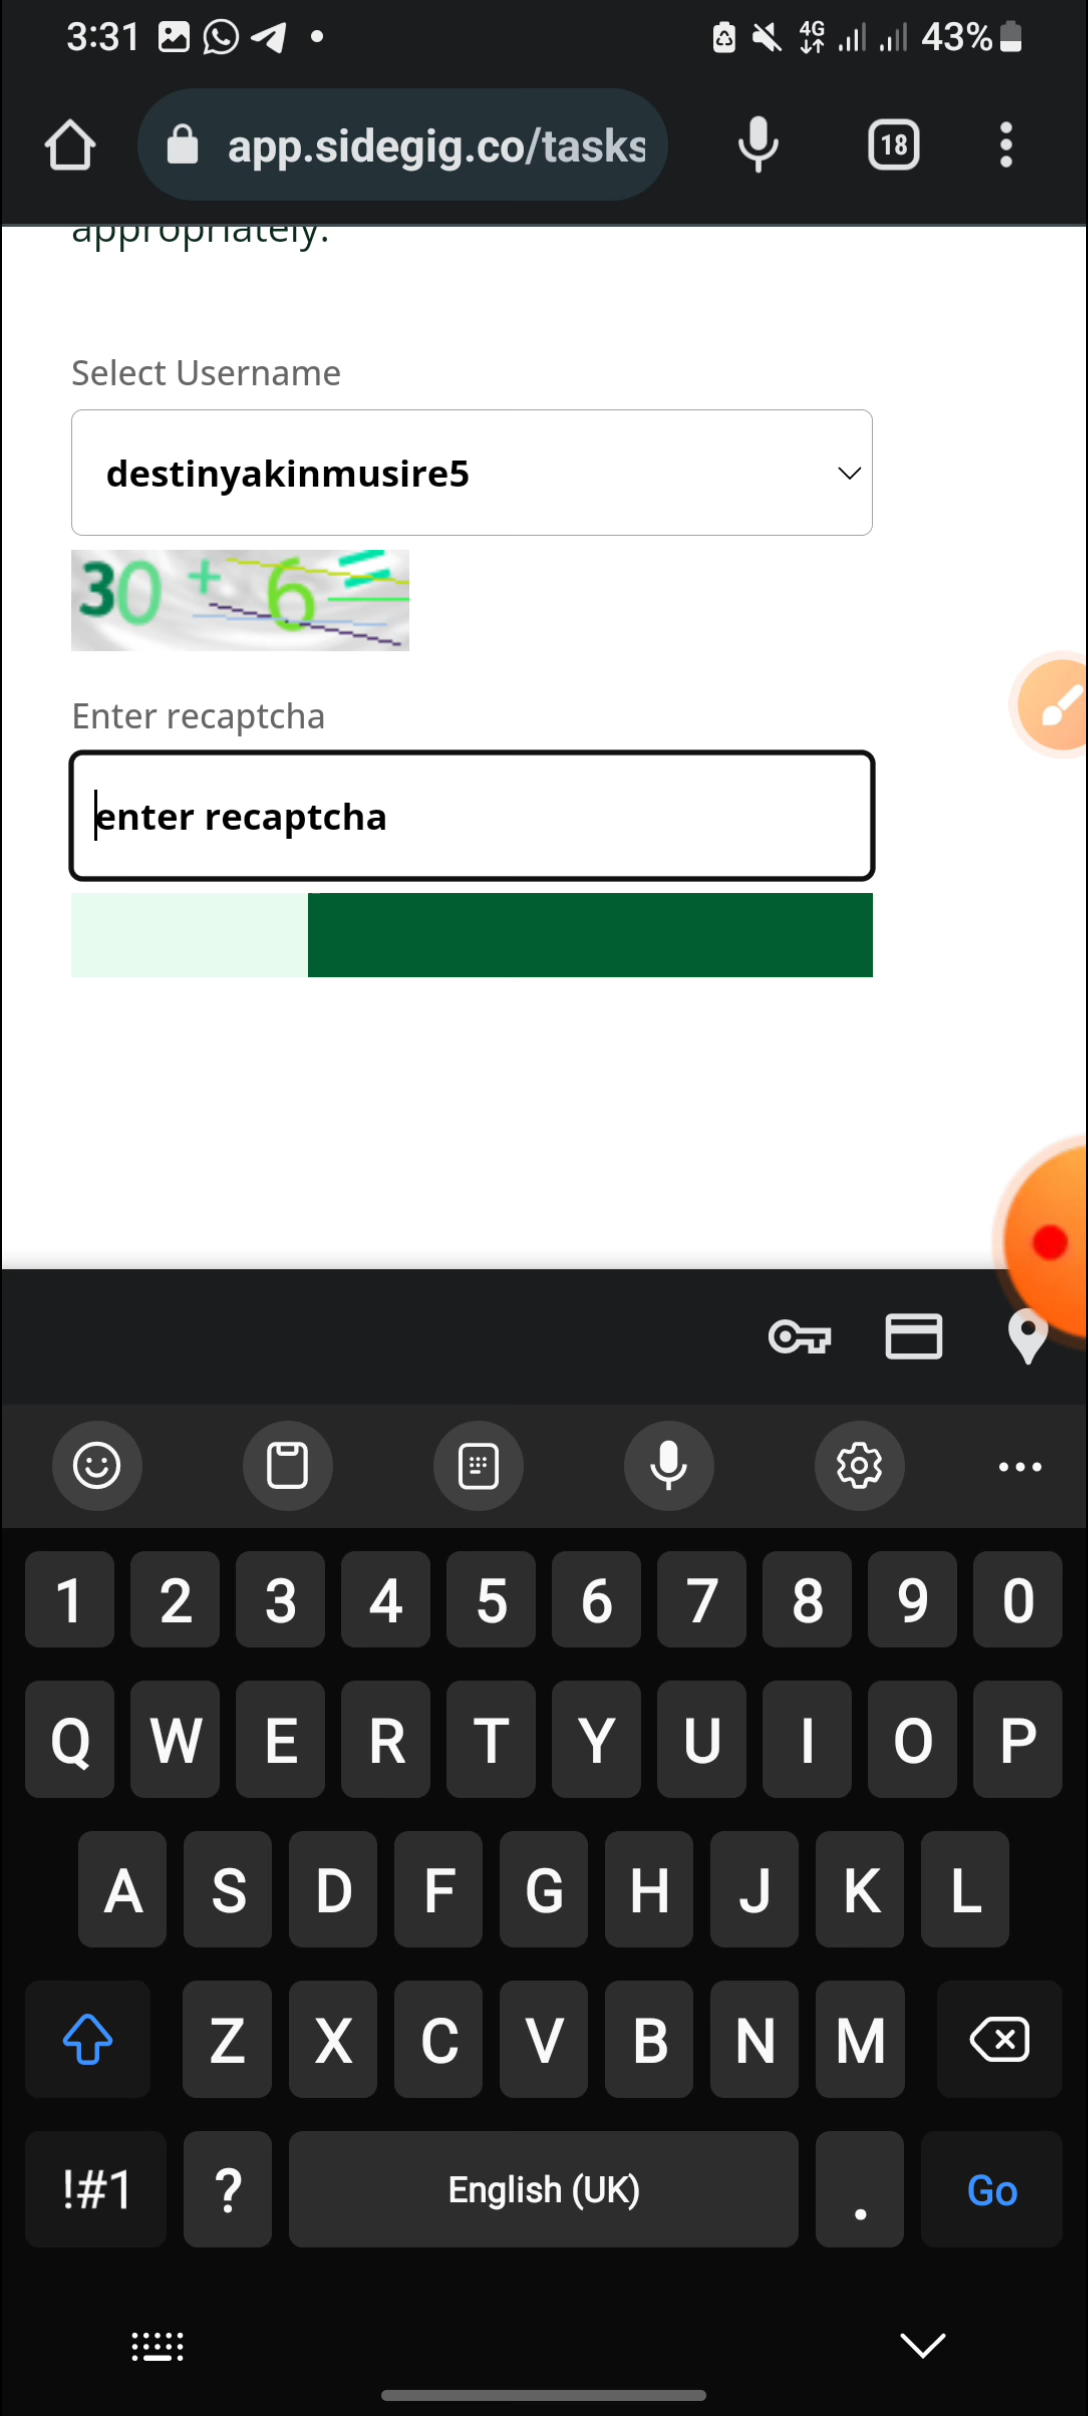 3:31 4G 43%
app.sidegig.co/tasks 18
appropriately.
Select Username
destinyakinmusire5
30 + 6 =
Enter recaptcha
enter recaptcha
1 2 3 4 5 6 7 8 9 0
Q W E R T Y U I O P
A S D F G H J K L
Z X C V B N M
!#1 ? English (UK) . Go